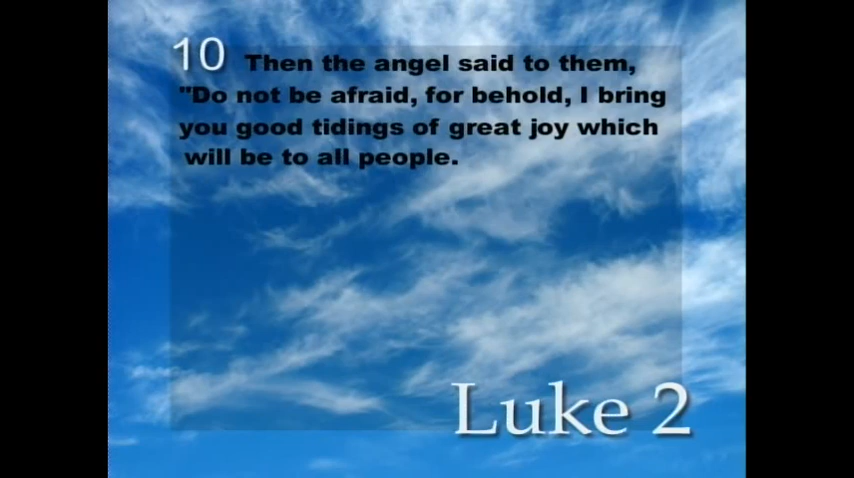 10 Then the angel said to them,
"Do not be afraid, for behold, I bring
you good tidings of great joy which
will be to all people.
Luke 2